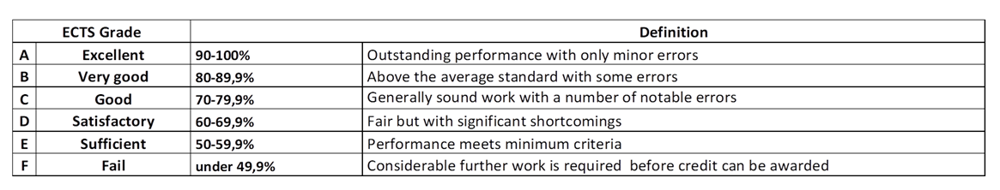 ECTS Grade Definition
A Excellent 90-100% Outstanding performance with only minor errors
B Very good 80-89,9% Above the average standard with some errors
C Good 70-79,9% Generally sound work with a number of notable errors
D Satisfactory 60-69,9% Fair but with significant shortcomings
E Sufficient 50-59,9% Performance meets minimum criteria
F Fail under 49,9% Considerable further work is required before credit can be awarded